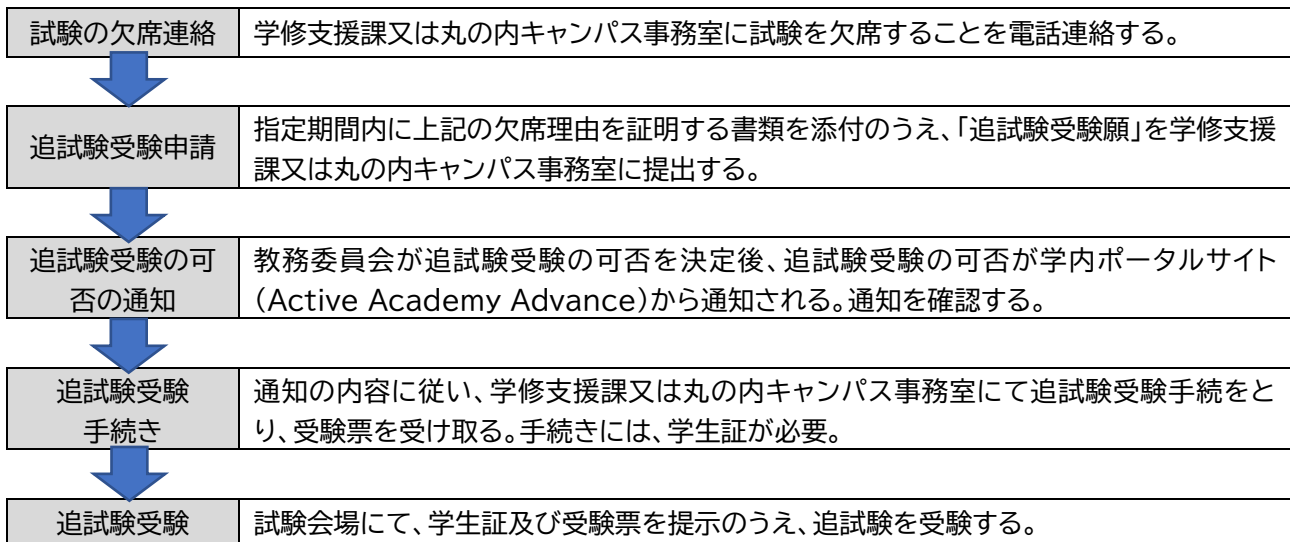 試験の欠席連絡
学修支援課又は丸の内キャンパス事務室に試験を欠席することを電話連絡する。
追試験受験申請
指定期間内に上記の欠席理由を証明する書類を添付のうえ、「追試験受験願」を学修支援
課又は丸の内キャンパス事務室に提出する。
追試験受験の可
否の通知
教務委員会が追試験受験の可否を決定後、追試験受験の可否が学内ポータルサイト
（Active Academy Advance）から通知される。通知を確認する。
追試験受験
手続き
通知の内容に従い、学修支援課又は丸の内キャンパス事務室にて追試験受験手続をと
り、受験票を受け取る。手続きには、学生証が必要。
追試験受験
試験会場にて、学生証及び受験票を提示のうえ、追試験を受験する。